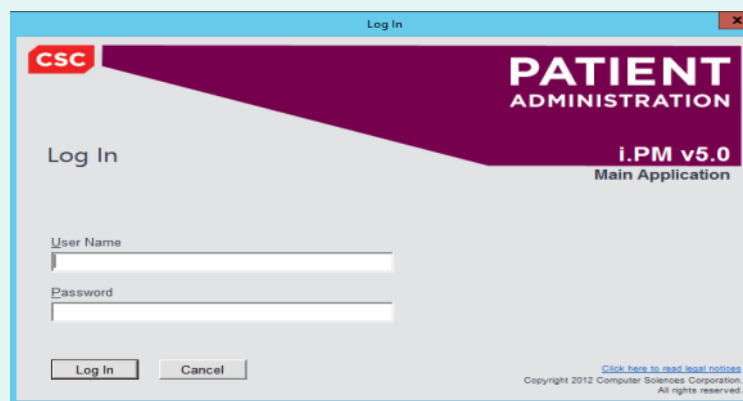 Log In
x
CSC
PATIENT
ADMINISTRATION
Log In
i.PM v5.0
Main Application
User Name
Password
Log In
Cancel
Click here to read legal notices
Copyright 2012 Computer Sciences Corporation.
All rights reserved.